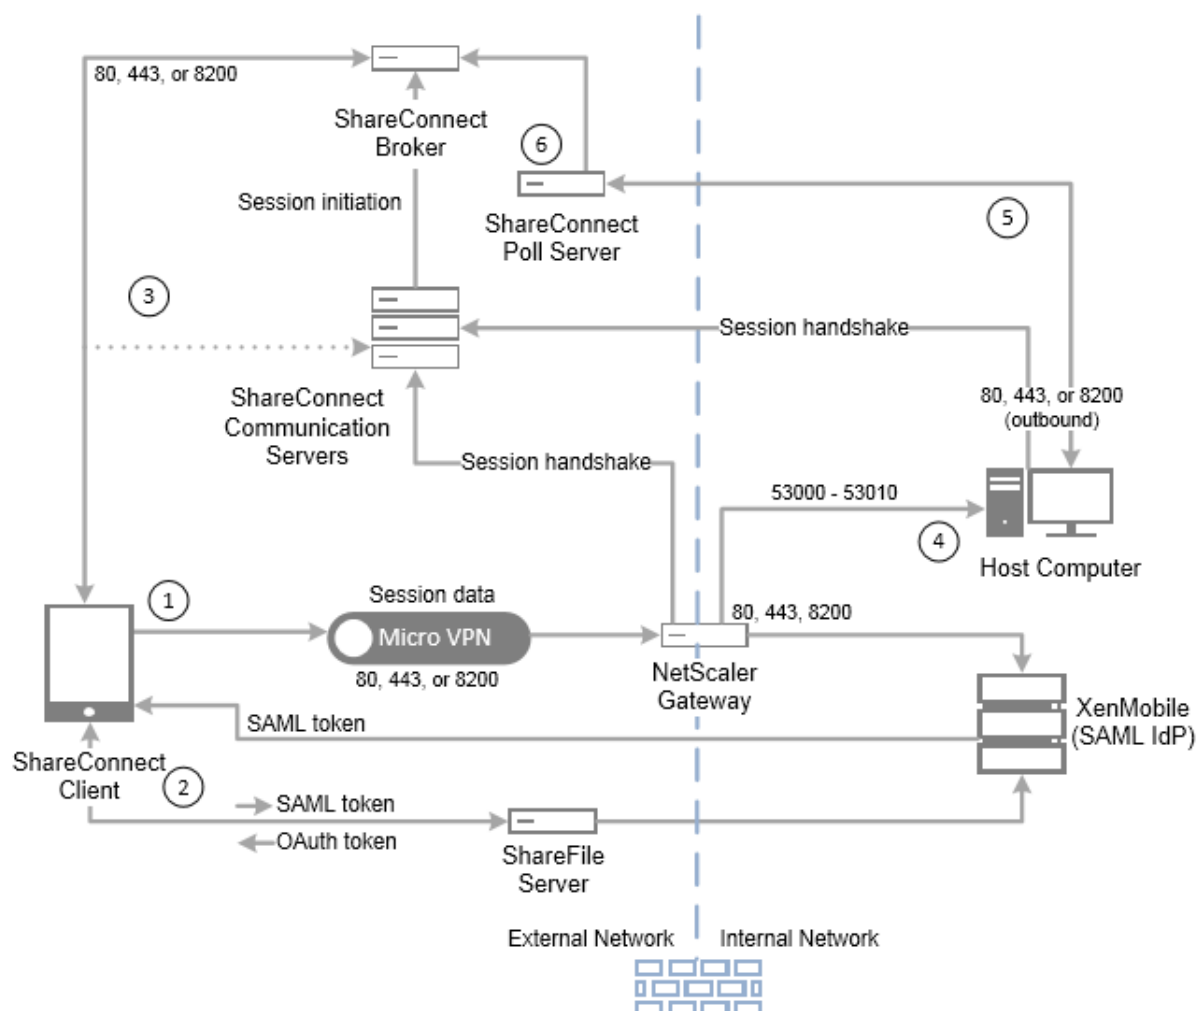 80, 443, or 8200
ShareConnect
Broker
6
Session initiation
ShareConnect
Poll Server
5
3
Session handshake
ShareConnect
Communication
Servers
80, 443, or 8200
(outbound)
Session handshake
53000 - 53010
4
Host Computer
1
Session data
Micro VPN
80, 443, or 8200
80, 443, 8200
NetScaler
Gateway
XenMobile
(SAML IdP)
SAML token
ShareConnect
Client
2
SAML token
OAuth token
ShareFile
Server
External Network
Internal Network